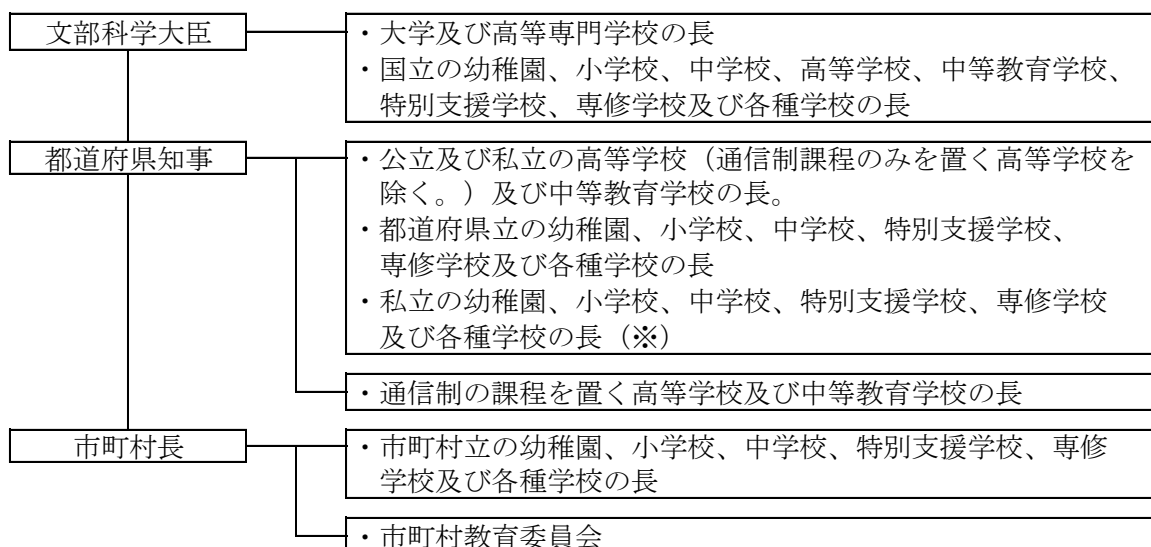 文部科学大臣
・大学及び高等専門学校の長
・国立の幼稚園、小学校、中学校、高等学校、中等教育学校、
特別支援学校、専修学校及び各種学校の長
都道府県知事
・公立及び私立の高等学校（通信制課程のみを置く高等学校を
除く。）及び中等教育学校の長。
・都道府県立の幼稚園、小学校、中学校、特別支援学校、
専修学校及び各種学校の長
・私立の幼稚園、小学校、中学校、特別支援学校、専修学校
及び各種学校の長（※）
・通信制の課程を置く高等学校及び中等教育学校の長
市町村長
・市町村立の幼稚園、小学校、中学校、特別支援学校、専修
学校及び各種学校の長
・市町村教育委員会